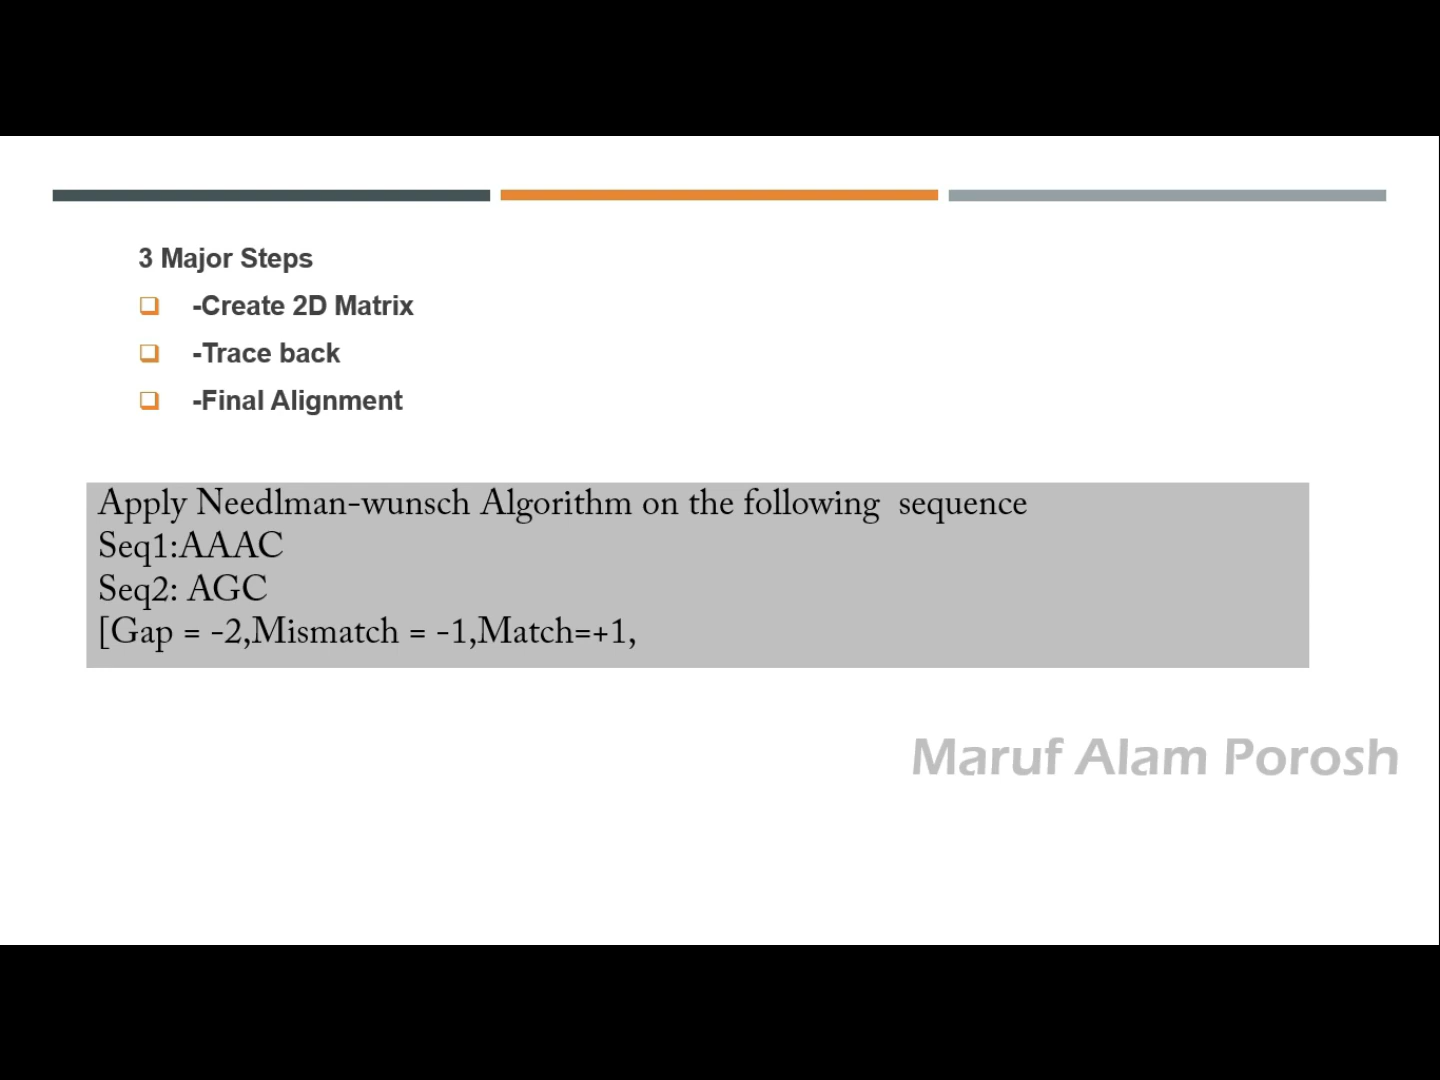 3 Major Steps
-Create 2D Matrix
-Trace back
-Final Alignment
Apply Needlman-wunsch Algorithm on the following sequence
Seq1:AAAC
Seq2: AGC
[Gap = -2,Mismatch = -1,Match=+1,
Maruf Alam Porosh